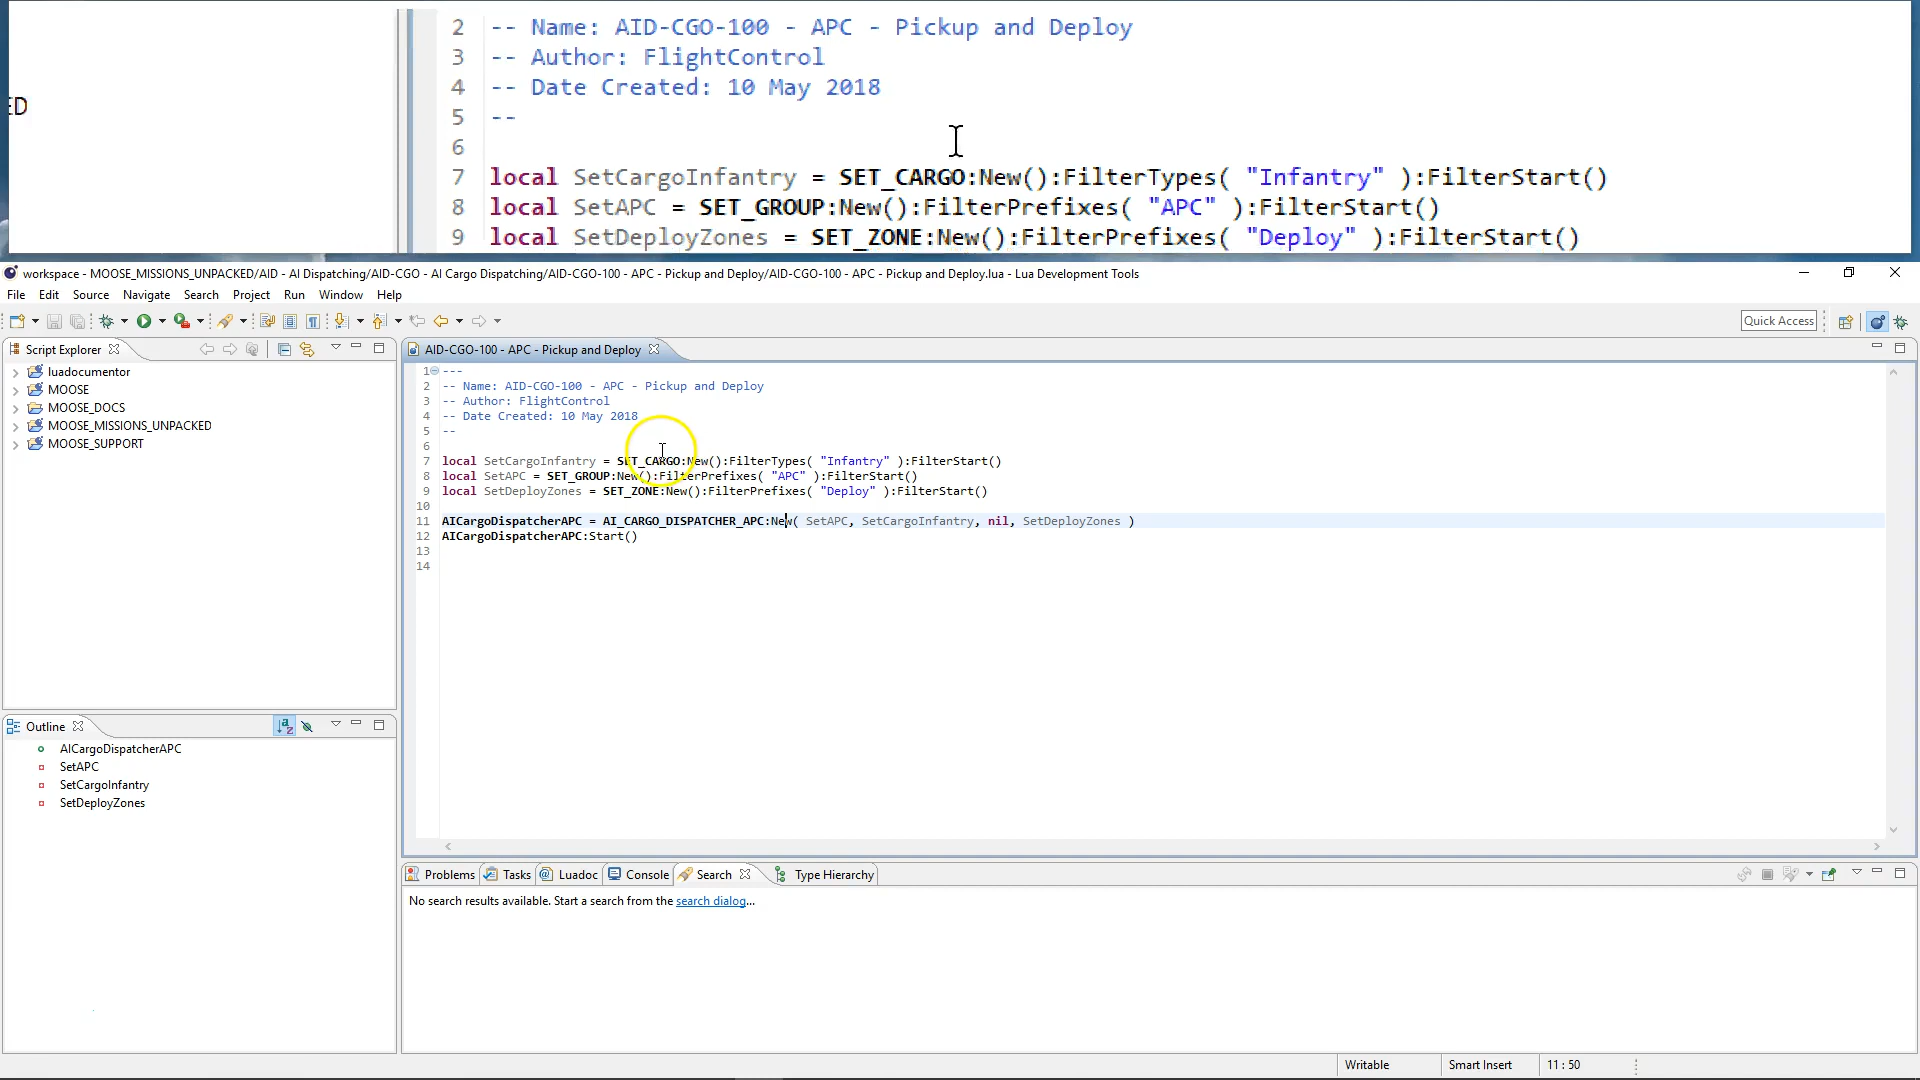 ED
2 -- Name: AID-CGO-100 - APC - Pickup and Deploy
3 -- Author: FlightControl
4 -- Date Created: 10 May 2018
5 --
6
7 local SetCargoInfantry = SET_CARGO:New():FilterTypes( "Infantry" ):FilterStart()
8 local SetAPC = SET_GROUP:New():FilterPrefixes( "APC" ):FilterStart()
9 local SetDeployZones = SET_ZONE:New():FilterPrefixes( "Deploy" ):FilterStart()
workspace - MOOSE_MISSIONS_UNPACKED/AID - AI Dispatching/AID-CGO - AI Cargo Dispatching/AID-CGO-100 - APC - Pickup and Deploy/AID-CGO-100 - APC - Pickup and Deploy.lua - Lua Development Tools
File Edit Source Navigate Search Project Run Window Help
Quick Access
Script Explorer
luadocumentor
MOOSE
MOOSE_DOCS
MOOSE_MISSIONS_UNPACKED
MOOSE_SUPPORT
AID-CGO-100 - APC - Pickup and Deploy
1 ---
2 -- Name: AID-CGO-100 - APC - Pickup and Deploy
3 -- Author: FlightControl
4 -- Date Created: 10 May 2018
5 --
6
7 local SetCargoInfantry = SET_CARGO:New():FilterTypes( "Infantry" ):FilterStart()
8 local SetAPC = SET_GROUP:New():FilterPrefixes( "APC" ):FilterStart()
9 local SetDeployZones = SET_ZONE:New():FilterPrefixes( "Deploy" ):FilterStart()
10
11 AICargoDispatcherAPC = AI_CARGO_DISPATCHER_APC:New( SetAPC, SetCargoInfantry, nil, SetDeployZones )
12 AICargoDispatcherAPC:Start()
13
14
Outline
AICargoDispatcherAPC
SetAPC
SetCargoInfantry
SetDeployZones
Problems Tasks Luadoc Console Search Type Hierarchy
No search results available. Start a search from the search dialog...
Writable Smart Insert 11 : 50